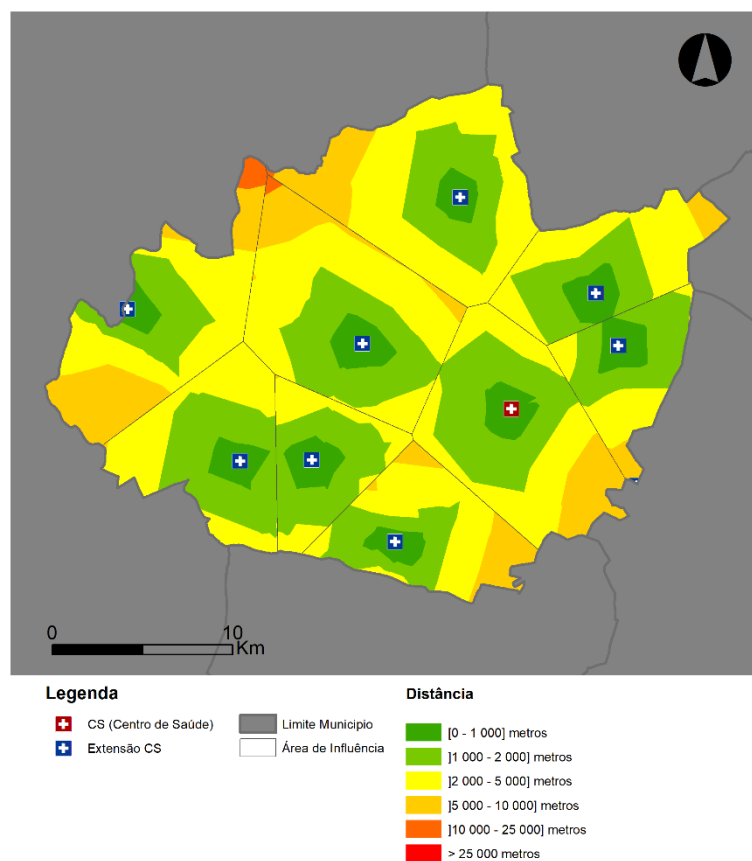 0 10
Km
Legenda
CS (Centro de Saúde)
Extensão CS
Limite Municipio
Área de Influência
Distância
[0 - 1 000] metros
]1 000 - 2 000] metros
]2 000 - 5 000] metros
]5 000 - 10 000] metros
]10 000 - 25 000] metros
> 25 000 metros